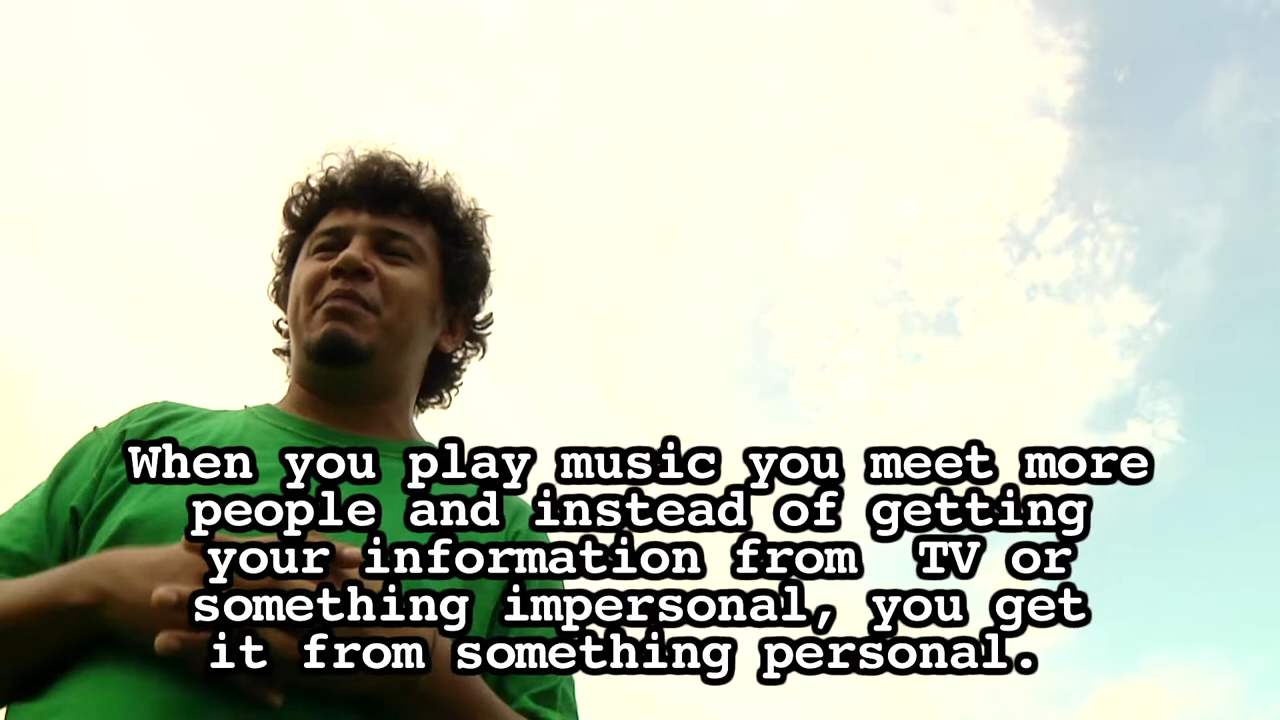 When you play music you meet more
people and instead of getting
your information from  TV or
something impersonal, you get
it from something personal.